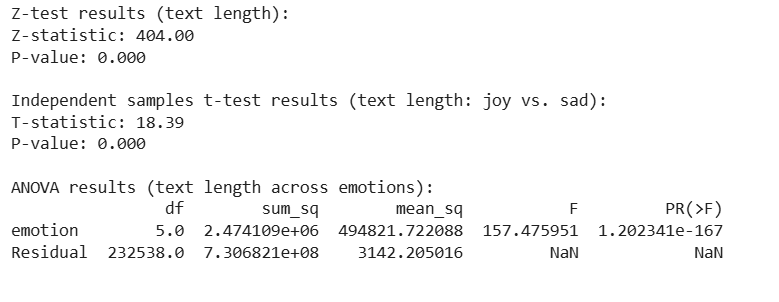 Z-test results (text length):
Z-statistic: 404.00
P-value: 0.000
Independent samples t-test results (text length: joy vs. sad):
T-statistic: 18.39
P-value: 0.000
ANOVA results (text length across emotions):
df sum_sq mean_sq F PR(>F)
emotion 5.0 2.474109e+06 494821.722088 157.475951 1.202341e-167
Residual 232538.0 7.306821e+08 3142.205016 NaN NaN